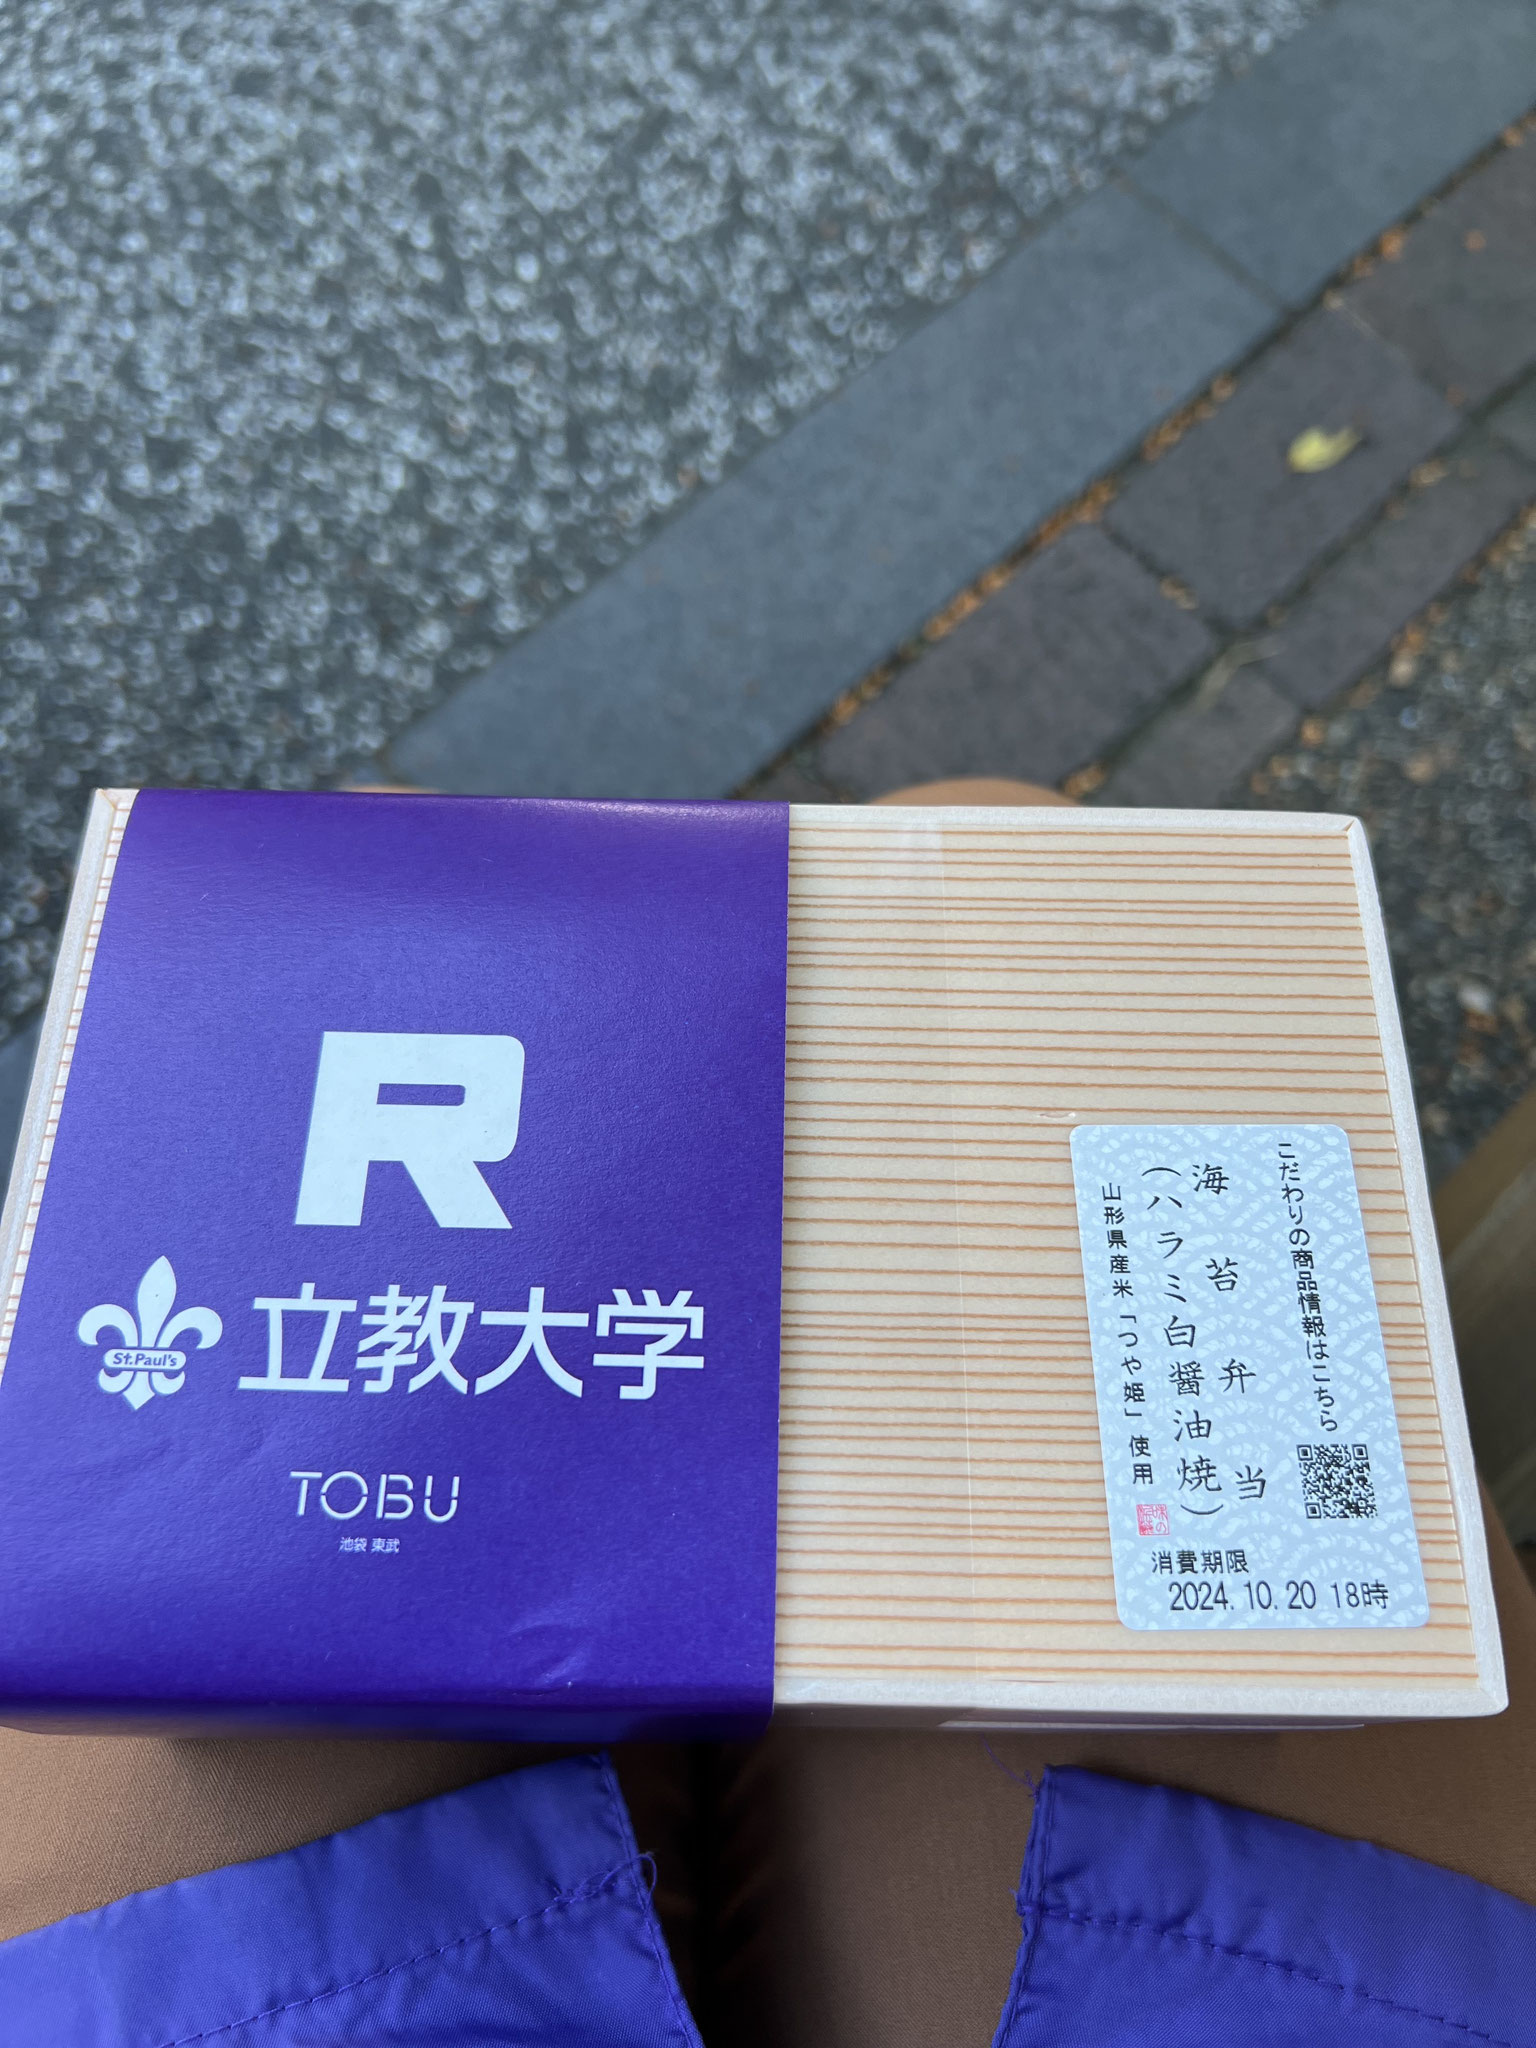 R
St.Paul's
立教大学
TOBU
池袋 東武
こだわりの商品情報はこちら
海苔弁当
(ハラミ白醤油焼)
山形県産米「つや姫」使用
消費期限
2024.10.20 18時